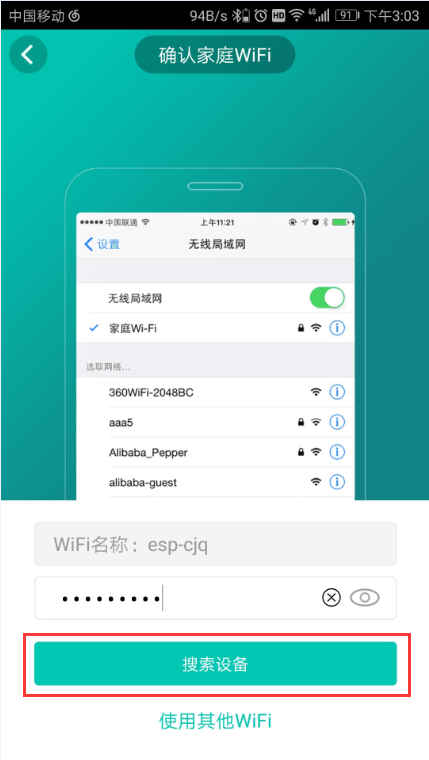 中国移动 94B/s HD 4G 91 下午3:03
确认家庭WiFi
中国联通 上午11:21
设置 无线局域网
无线局域网
家庭Wi-Fi
选取网络...
360WiFi-2048BC
aaa5
Alibaba_Pepper
alibaba-guest
WiFi名称：esp-cjq
•••••••••
搜索设备
使用其他WiFi